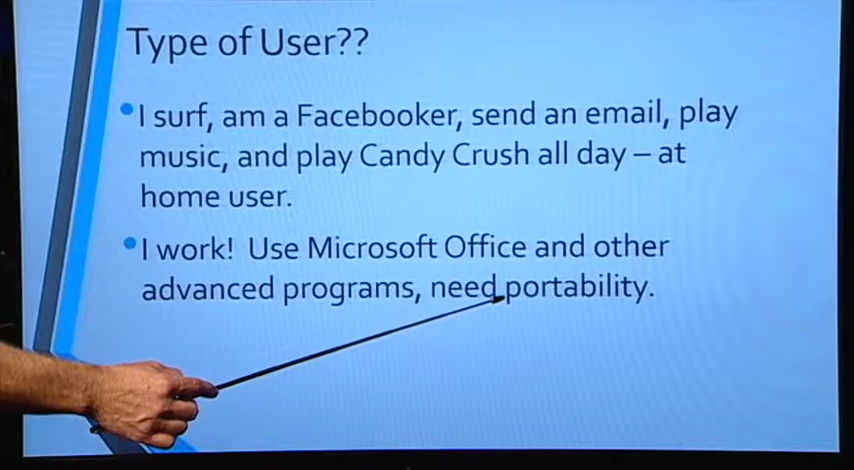 Type of User??
•I surf, am a Facebooker, send an email, play
music, and play Candy Crush all day – at
home user.
•I work! Use Microsoft Office and other
advanced programs, need portability.